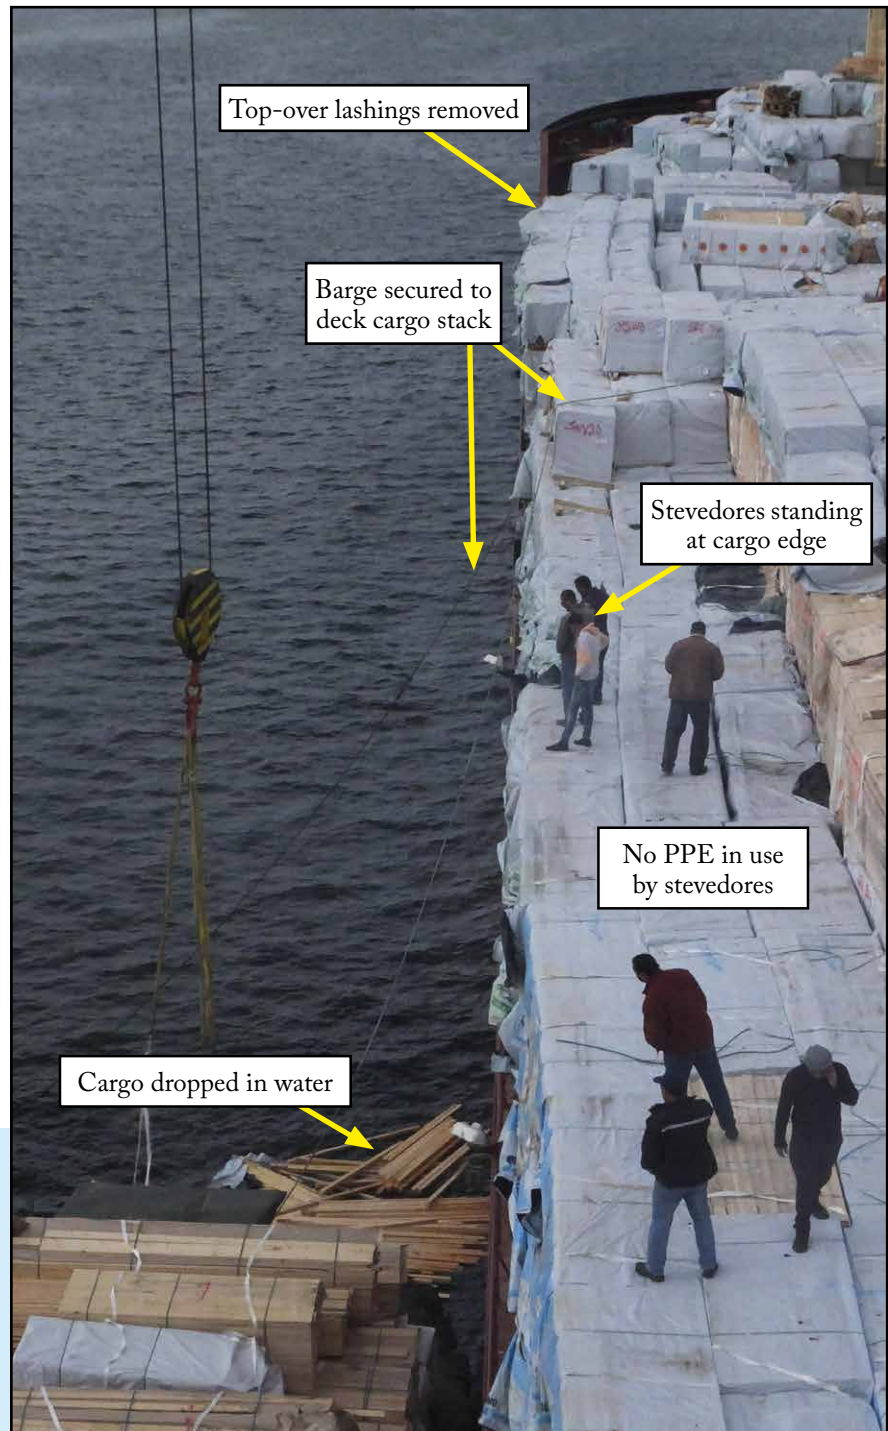 Top-over lashings removed
Barge secured to
deck cargo stack
Stevedores standing
at cargo edge
No PPE in use
by stevedores
Cargo dropped in water